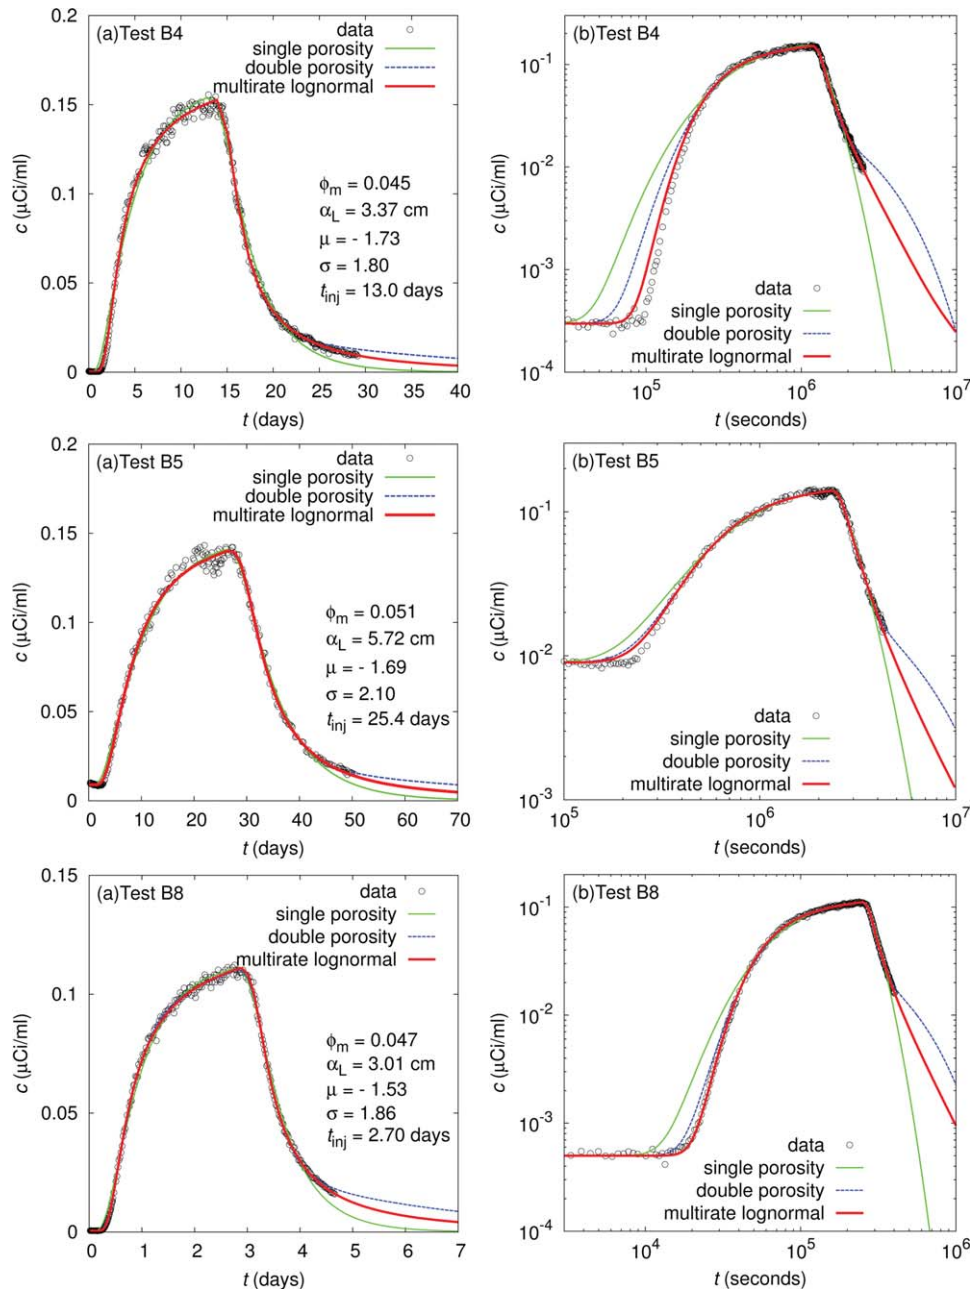 (a)Test B4
data
single porosity
double porosity
multirate lognormal
ϕm = 0.045
αL = 3.37 cm
μ = - 1.73
σ = 1.80
tinj = 13.0 days
0.2
0.15
0.1
0.05
0
c (μCi/ml)
0 5 10 15 20 25 30 35 40
t (days)
(b)Test B4
10-1
10-2
10-3
10-4
c (μCi/ml)
data
single porosity
double porosity
multirate lognormal
105 106 107
t (seconds)
(a)Test B5
data
single porosity
double porosity
multirate lognormal
ϕm = 0.051
αL = 5.72 cm
μ = - 1.69
σ = 2.10
tinj = 25.4 days
0.2
0.15
0.1
0.05
0
c (μCi/ml)
0 10 20 30 40 50 60 70
t (days)
(b)Test B5
10-1
10-2
10-3
c (μCi/ml)
data
single porosity
double porosity
multirate lognormal
105 106 107
t (seconds)
(a)Test B8
data
single porosity
double porosity
multirate lognormal
ϕm = 0.047
αL = 3.01 cm
μ = - 1.53
σ = 1.86
tinj = 2.70 days
0.15
0.1
0.05
0
c (μCi/ml)
0 1 2 3 4 5 6 7
t (days)
(b)Test B8
10-1
10-2
10-3
10-4
c (μCi/ml)
data
single porosity
double porosity
multirate lognormal
104 105 106
t (seconds)